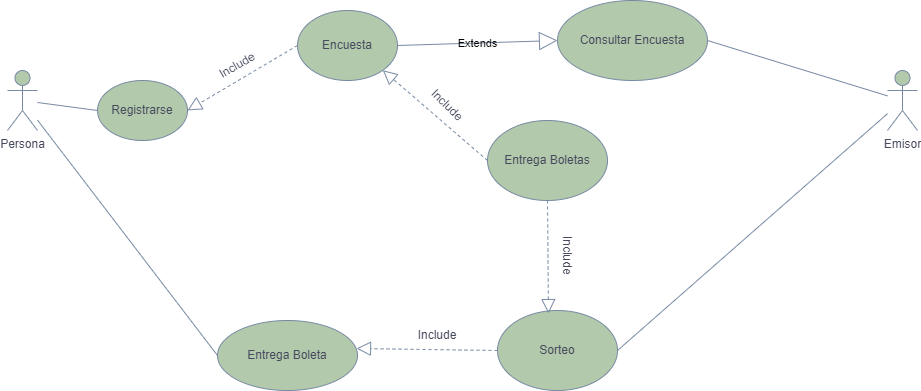 Encuesta
Extends
Consultar Encuesta
Include
Registrarse
Include
Persona
Emisor
Entrega Boletas
Include
Include
Entrega Boleta
Sorteo